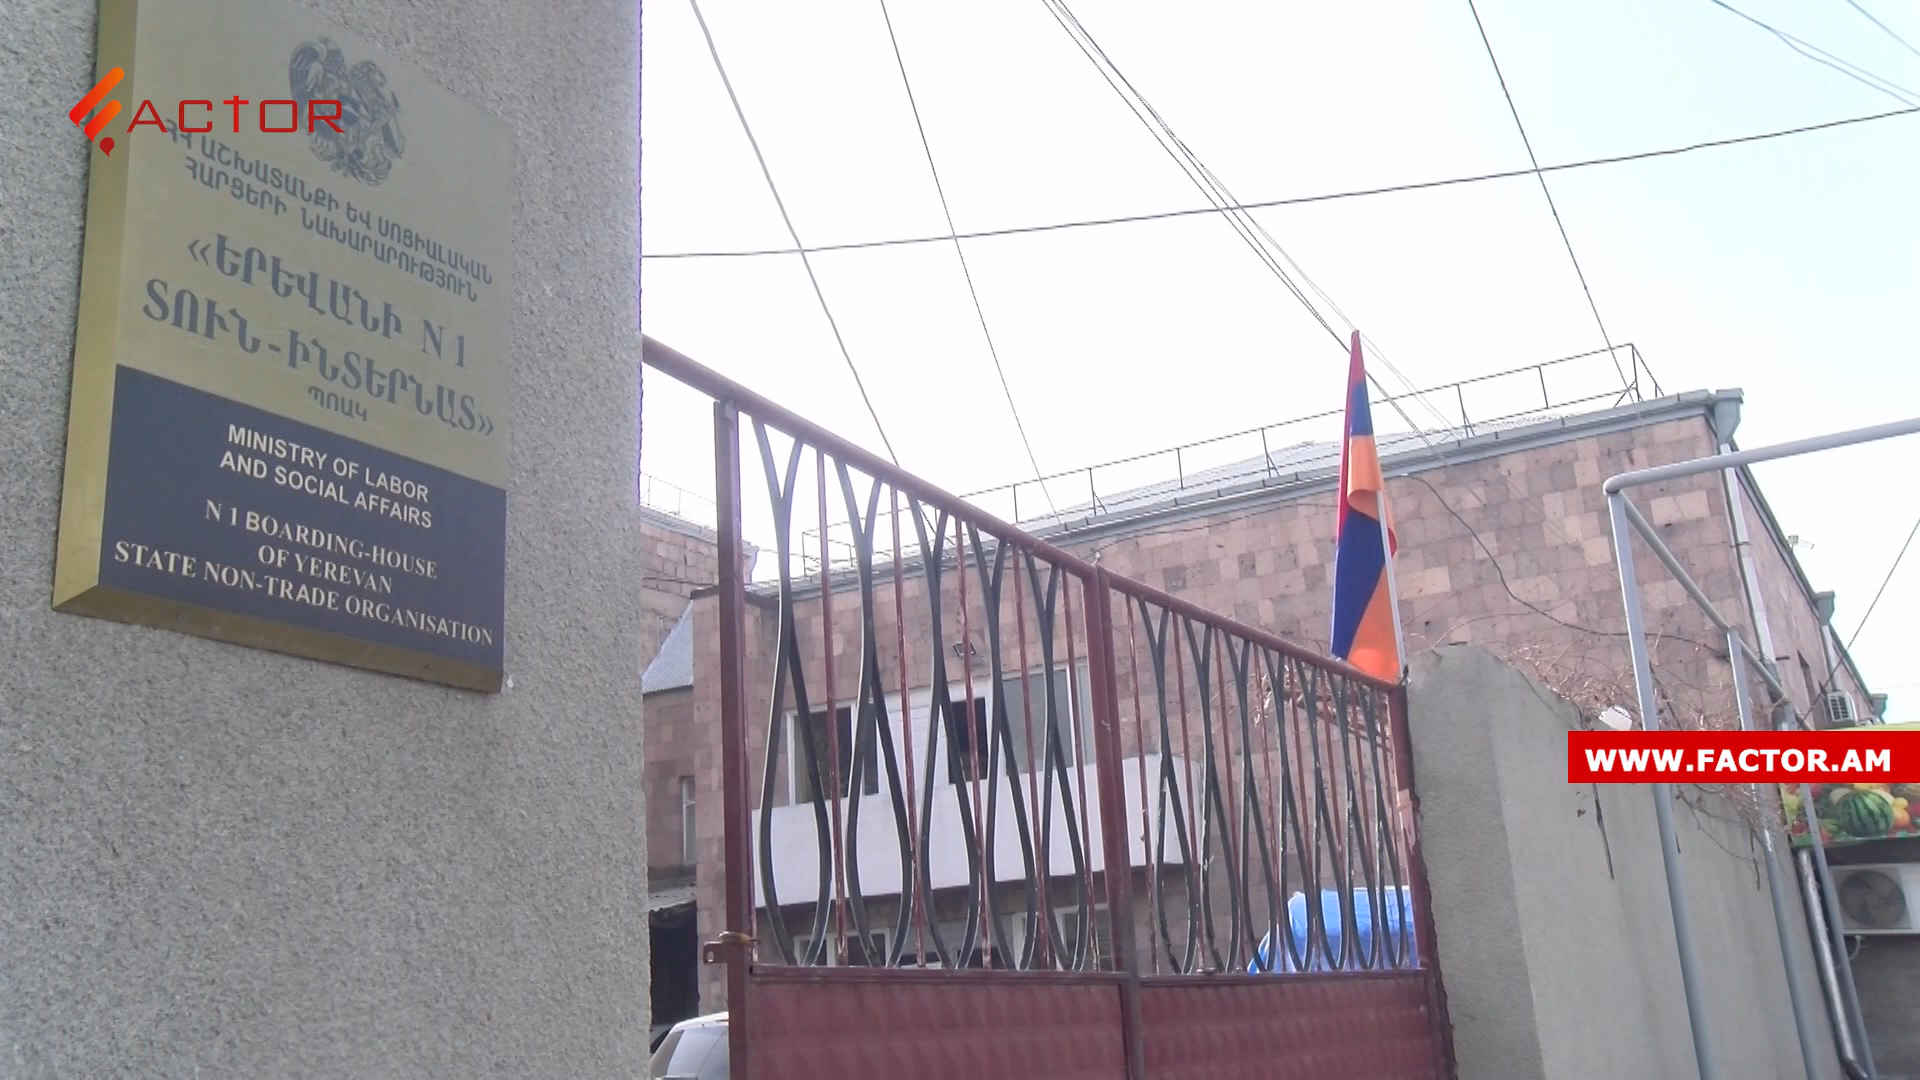 ACTOR
ՀՀ ԱՇԽԱՏԱՆՔԻ ԵՎ ՍՈՑԻԱԼԱԿԱՆ
ՀԱՐՑԵՐԻ ՆԱԽԱՐԱՐՈՒԹՅՈՒՆ
«ԵՐԵՎԱՆԻ N 1
ՏՈՒՆ-ԻՆՏԵՐՆԱՏ»
ՊՈԱԿ
MINISTRY OF LABOR
AND SOCIAL AFFAIRS
N 1 BOARDING-HOUSE
OF YEREVAN
STATE NON-TRADE ORGANISATION
WWW.FACTOR.AM